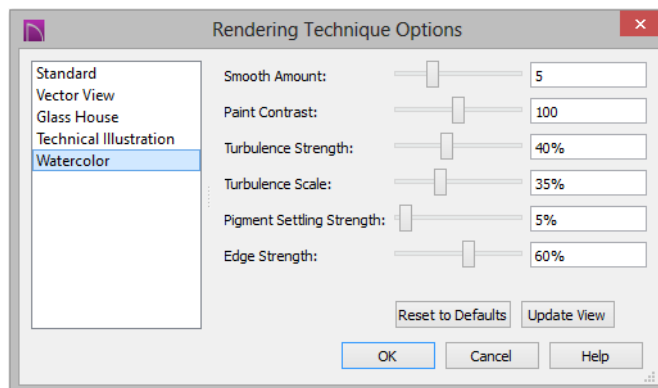 Rendering Technique Options
Standard
Vector View
Glass House
Technical Illustration
Watercolor
Smooth Amount: 5
Paint Contrast: 100
Turbulence Strength: 40%
Turbulence Scale: 35%
Pigment Settling Strength: 5%
Edge Strength: 60%
Reset to Defaults Update View
OK Cancel Help